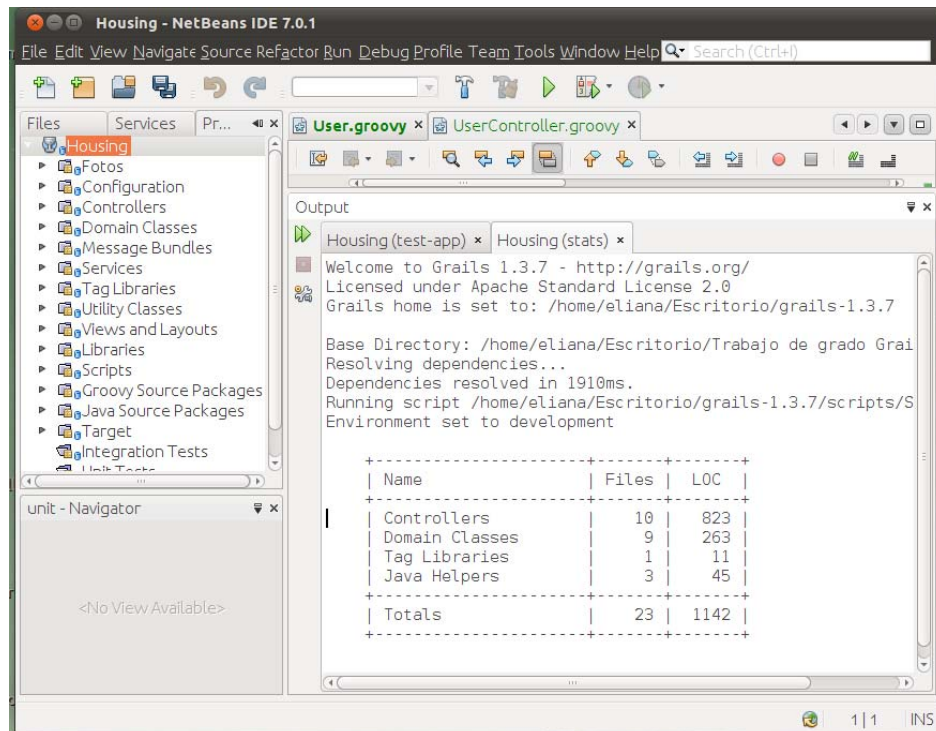 Housing - NetBeans IDE 7.0.1
File Edit View Navigate Source Refactor Run Debug Profile Team Tools Window Help Search (Ctrl+I)
Files Services Pr...
User.groovy UserController.groovy
Housing
Fotos
Configuration
Controllers
Domain Classes
Message Bundles
Services
Tag Libraries
Utility Classes
Views and Layouts
Libraries
Scripts
Groovy Source Packages
Java Source Packages
Target
Integration Tests
Unit Tests
unit - Navigator
<No View Available>
Output
Housing (test-app) Housing (stats)
Welcome to Grails 1.3.7 - http://grails.org/
Licensed under Apache Standard License 2.0
Grails home is set to: /home/eliana/Escritorio/grails-1.3.7
Base Directory: /home/eliana/Escritorio/Trabajo de grado Grai
Resolving dependencies...
Dependencies resolved in 1910ms.
Running script /home/eliana/Escritorio/grails-1.3.7/scripts/S
Environment set to development
+----------------------+-------+-------+
| Name | Files | LOC |
+----------------------+-------+-------+
| Controllers | 10 | 823 |
| Domain Classes | 9 | 263 |
| Tag Libraries | 1 | 11 |
| Java Helpers | 3 | 45 |
+----------------------+-------+-------+
| Totals | 23 | 1142 |
+----------------------+-------+-------+
1|1 INS